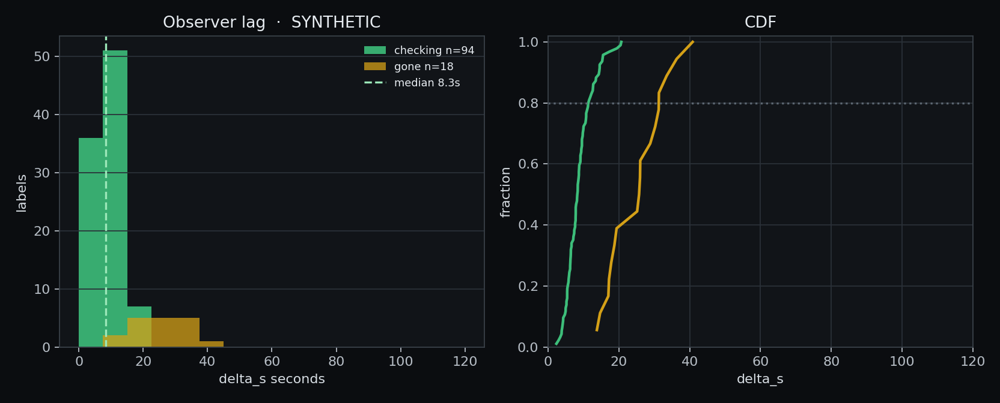 Observer lag · SYNTHETIC
checking n=94
gone n=18
median 8.3s
50
40
30
20
10
0
labels
0 20 40 60 80 100 120
delta_s seconds
CDF
1.0
0.8
0.6
0.4
0.2
0.0
fraction
0 20 40 60 80 100 120
delta_s